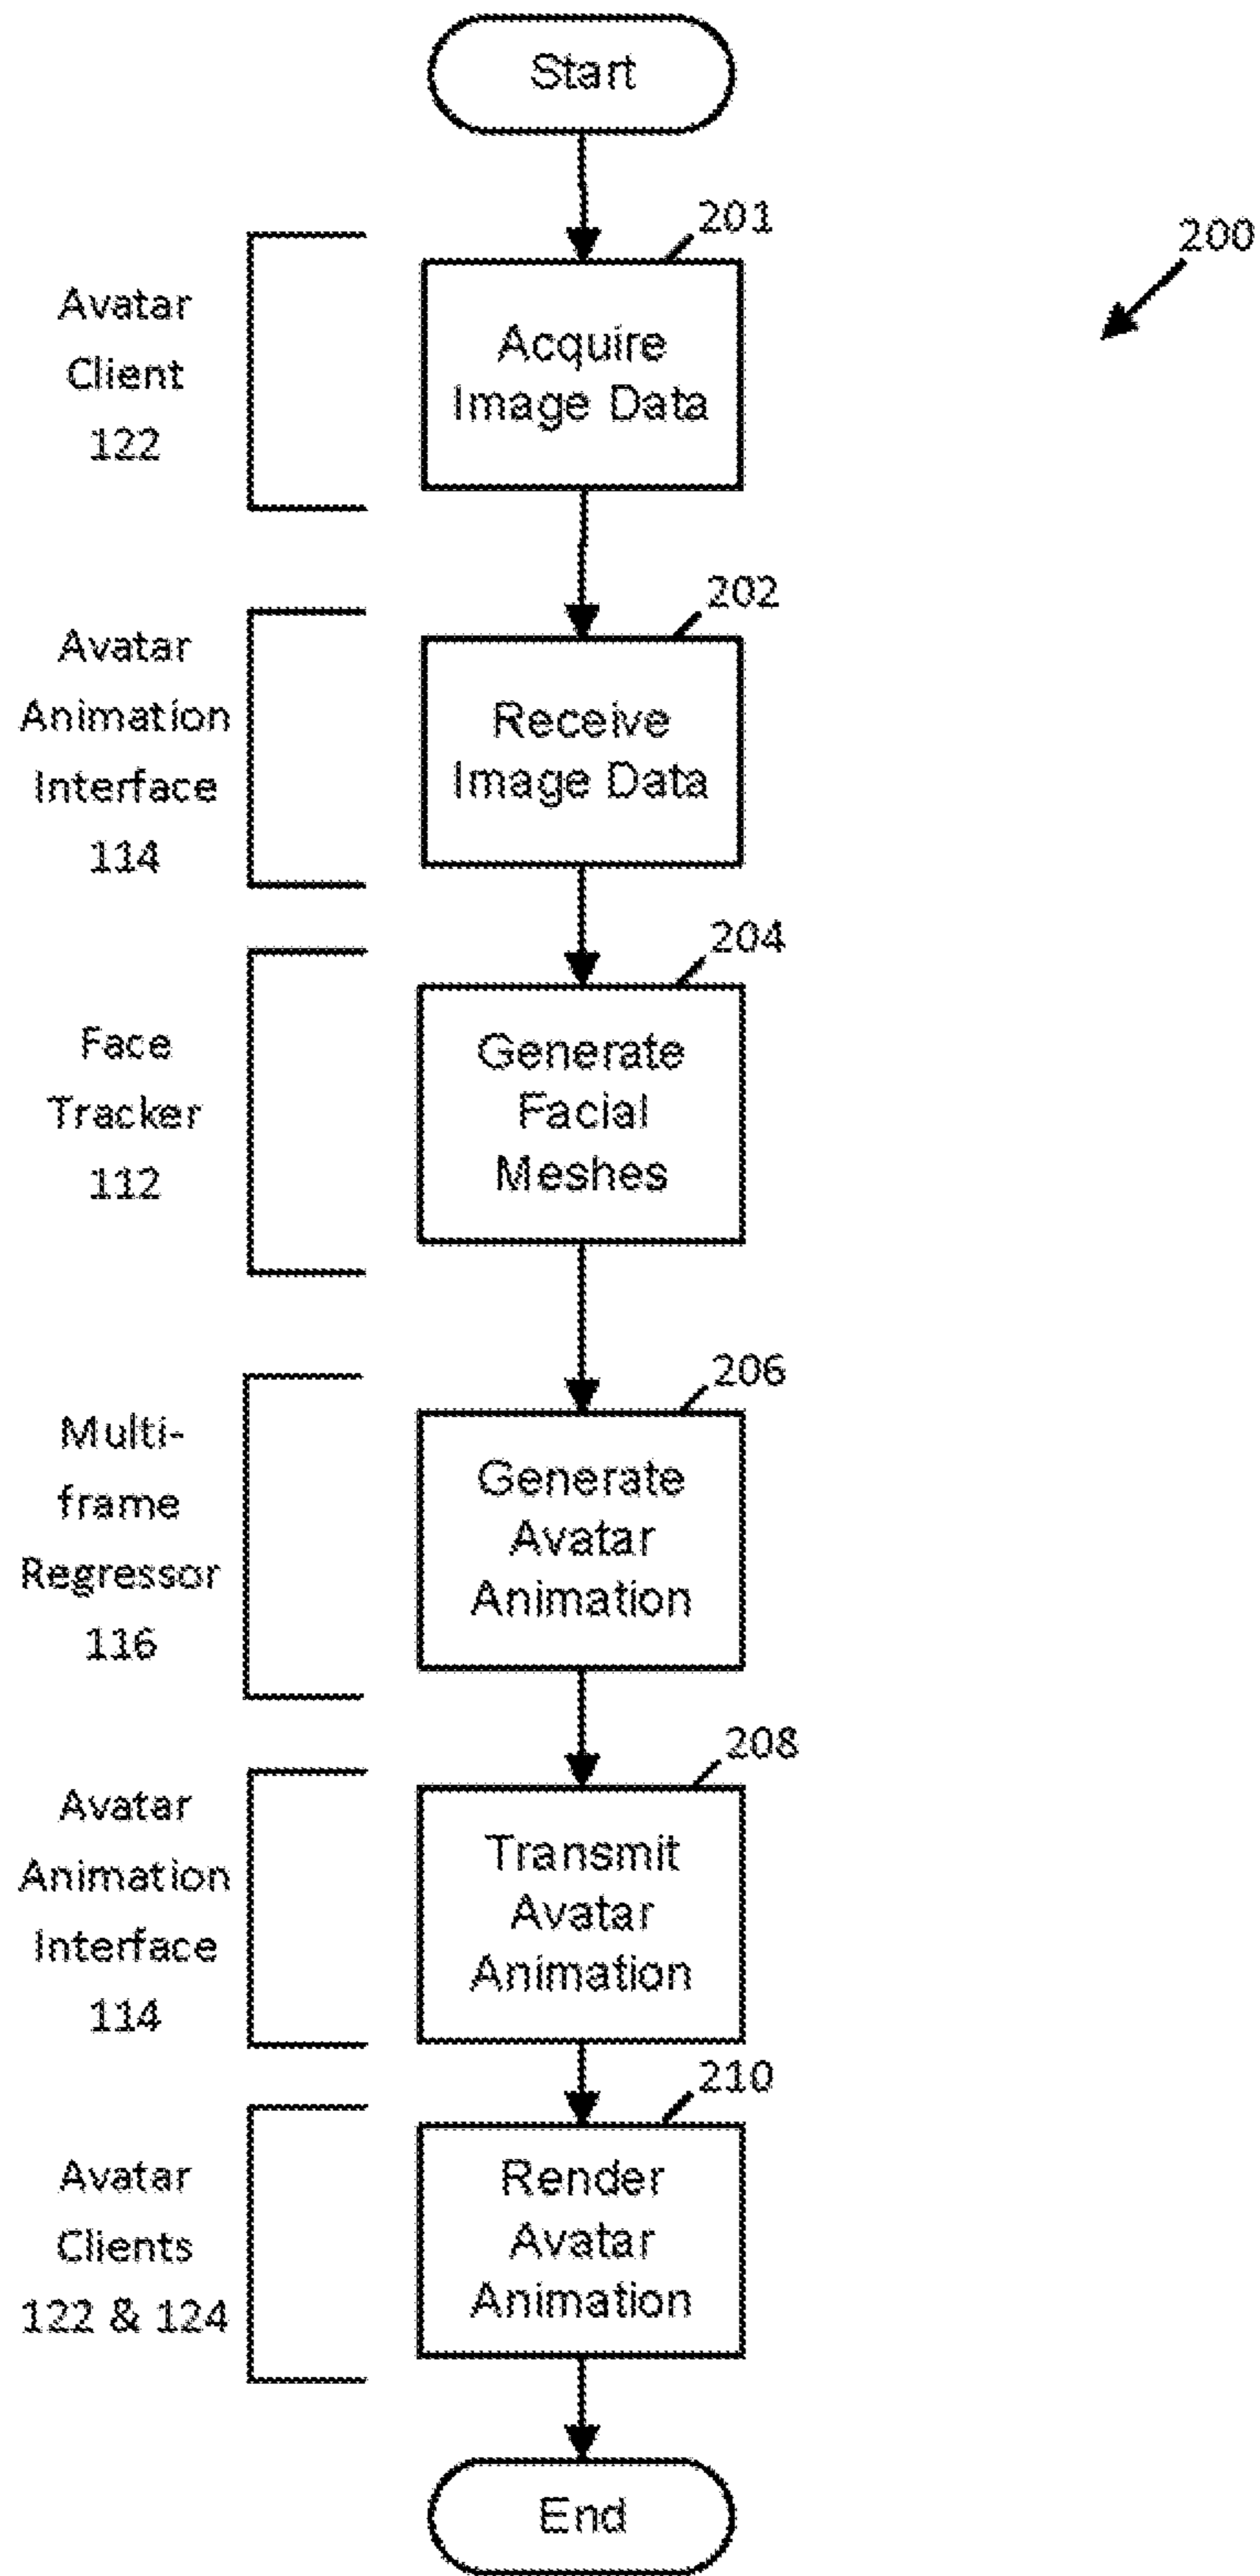 Start
201
200
Avatar
Client
122
Acquire
Image Data
202
Avatar
Animation
Interface
114
Receive
Image Data
204
Face
Tracker
112
Generate
Facial
Meshes
206
Multi-
frame
Regressor
116
Generate
Avatar
Animation
208
Avatar
Animation
Interface
114
Transmit
Avatar
Animation
210
Avatar
Clients
122 & 124
Render
Avatar
Animation
End